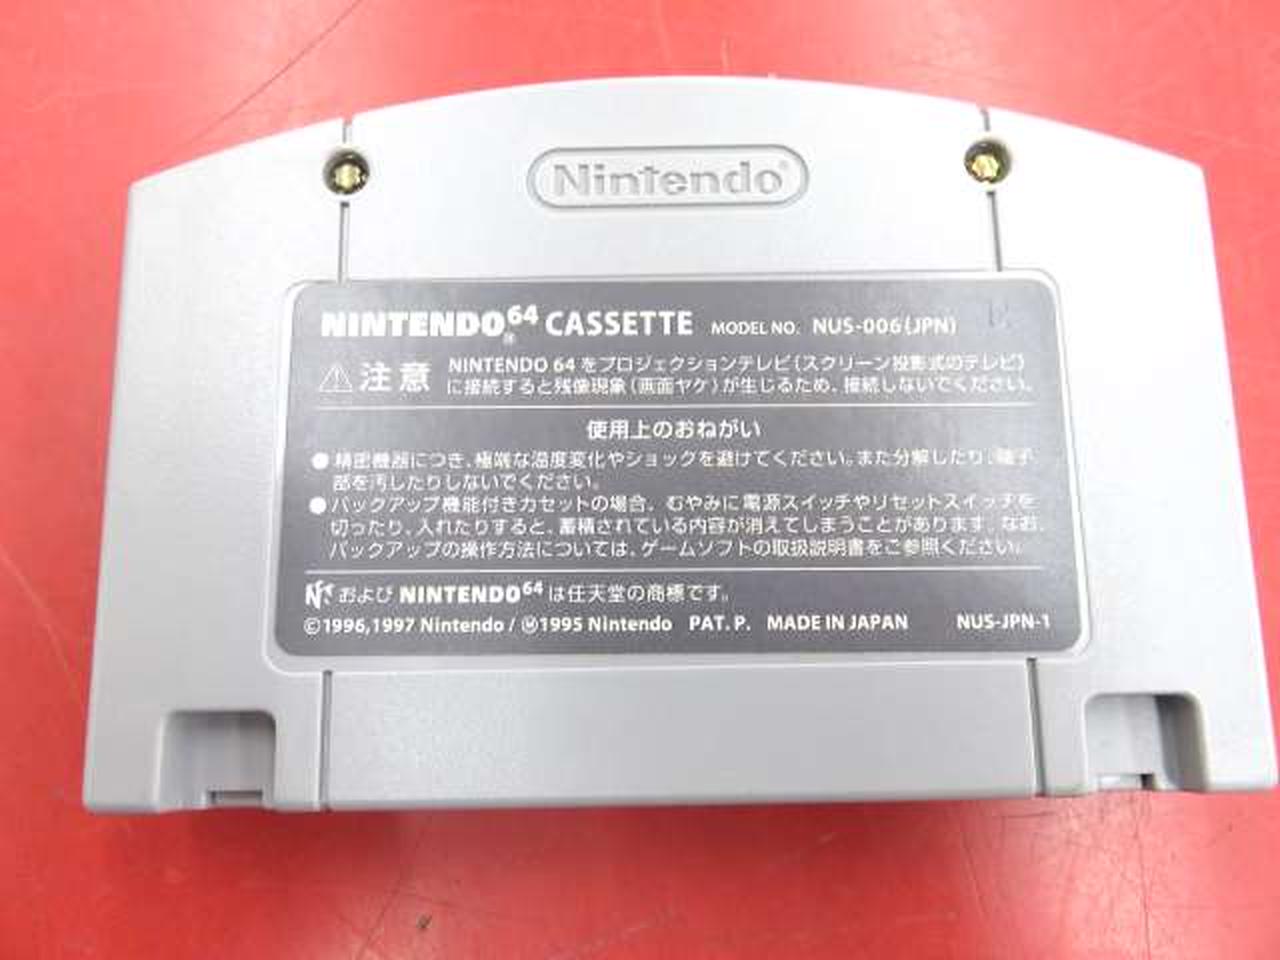 Nintendo
NINTENDO64 CASSETTE MODEL NO. NUS-006(JPN)
注意 NINTENDO 64 をプロジェクションテレビ(スクリーン投影式のテレビ)
に接続すると残像現象(画面ヤケ)が生じるため、接続しないでください。
使用上のおねがい
●精密機器につき、極端な温度変化やショックを避けてください。また分解したり、端子
部を汚したりしないでください。
●バックアップ機能付きカセットの場合、むやみに電源スイッチやリセットスイッチを
切ったり、入れたりすると、蓄積されている内容が消えてしまうことがあります。なお、
バックアップの操作方法については、ゲームソフトの取扱説明書をご参照ください。
および NINTENDO64 は任天堂の商標です。
©1996,1997 Nintendo / Ⓜ1995 Nintendo PAT. P. MADE IN JAPAN NUS-JPN-1